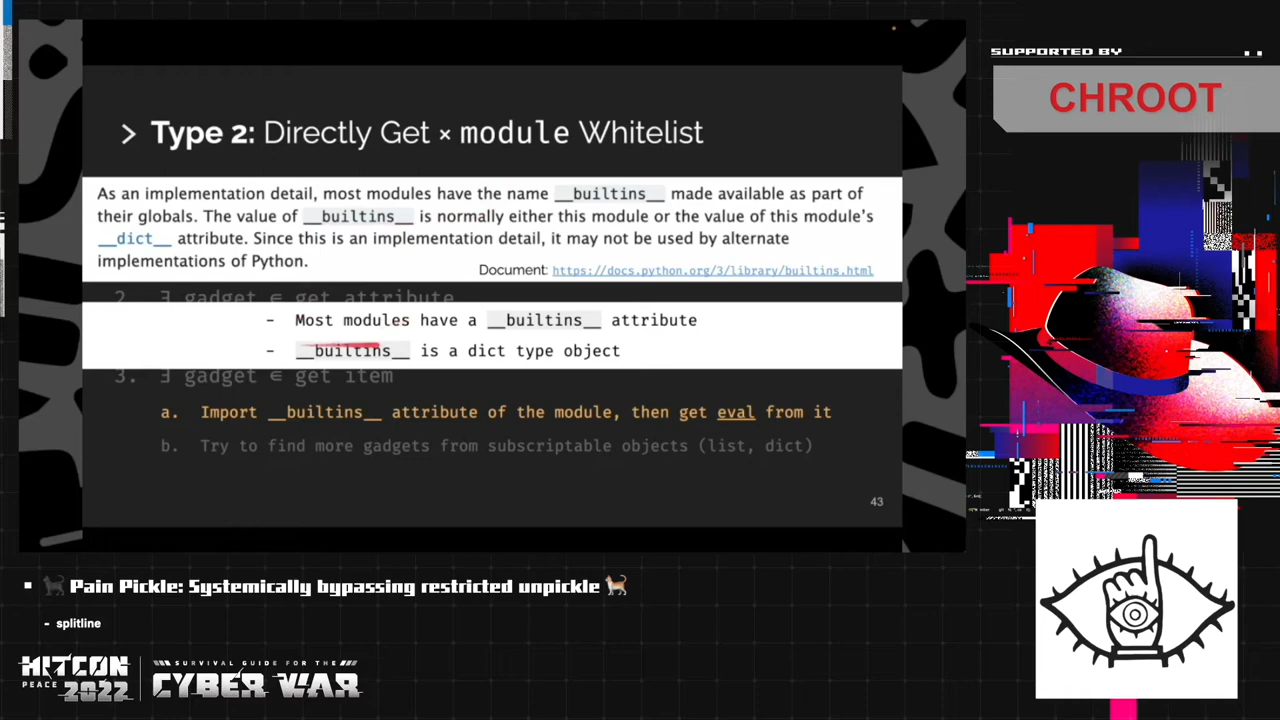 SUPPORTED BY
CHROOT
> Type 2: Directly Get × module Whitelist
As an implementation detail, most modules have the name __builtins__ made available as part of
their globals. The value of __builtins__ is normally either this module or the value of this module's
__dict__ attribute. Since this is an implementation detail, it may not be used by alternate
implementations of Python.
Document: https://docs.python.org/3/library/builtins.html
2. ∃ gadget ∈ get attribute
- Most modules have a __builtins__ attribute
- __builtins__ is a dict type object
3. ∃ gadget ∈ get item
a. Import __builtins__ attribute of the module, then get eval from it
b. Try to find more gadgets from subscriptable objects (list, dict)
43
🐈‍⬛ Pain Pickle: Systemically bypassing restricted unpickle 🐈
- splitline
HITCON
PEACE 2022
SURVIVAL GUIDE FOR THE
CYBER WAR